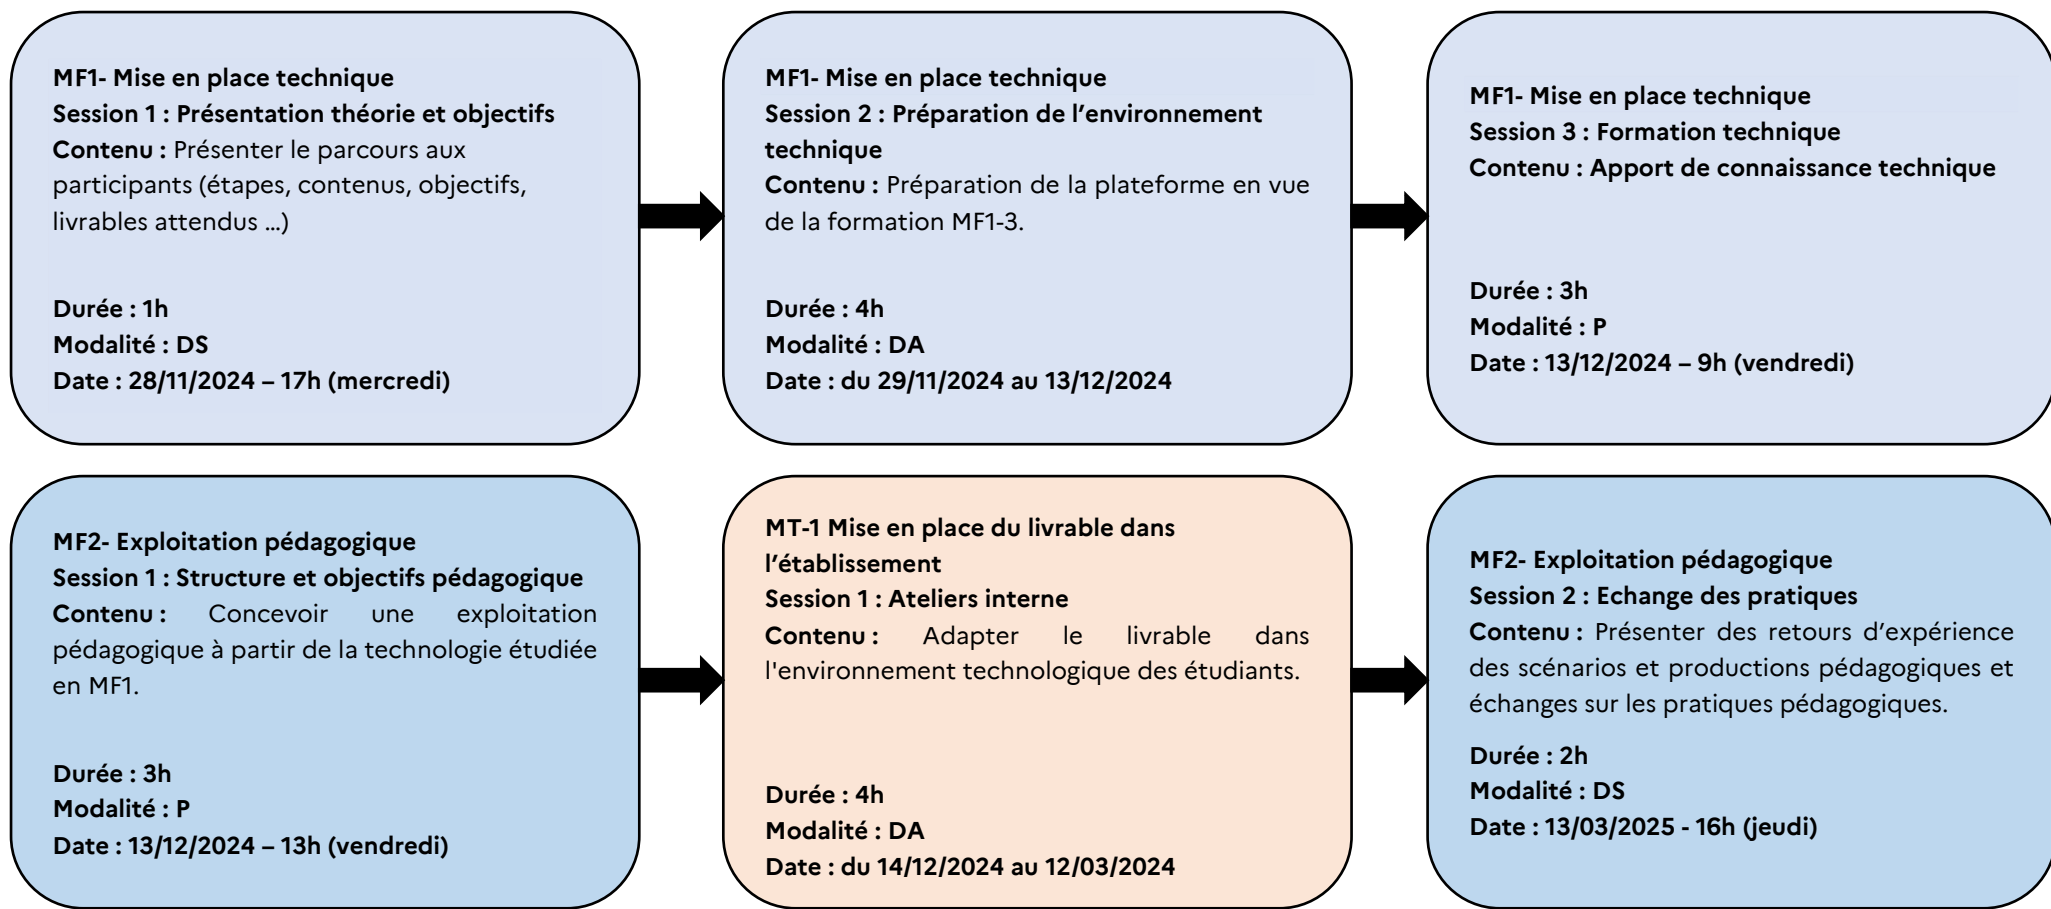 MF1- Mise en place technique
Session 1 : Présentation théorie et objectifs
Contenu : Présenter le parcours aux
participants (étapes, contenus, objectifs,
livrables attendus …)
Durée : 1h
Modalité : DS
Date : 28/11/2024 – 17h (mercredi)
MF1- Mise en place technique
Session 2 : Préparation de l’environnement
technique
Contenu : Préparation de la plateforme en vue
de la formation MF1-3.
Durée : 4h
Modalité : DA
Date : du 29/11/2024 au 13/12/2024
MF1- Mise en place technique
Session 3 : Formation technique
Contenu : Apport de connaissance technique
Durée : 3h
Modalité : P
Date : 13/12/2024 – 9h (vendredi)
MF2- Exploitation pédagogique
Session 1 : Structure et objectifs pédagogique
Contenu : Concevoir une exploitation
pédagogique à partir de la technologie étudiée
en MF1.
Durée : 3h
Modalité : P
Date : 13/12/2024 – 13h (vendredi)
MT-1 Mise en place du livrable dans
l’établissement
Session 1 : Ateliers interne
Contenu : Adapter le livrable dans
l'environnement technologique des étudiants.
Durée : 4h
Modalité : DA
Date : du 14/12/2024 au 12/03/2024
MF2- Exploitation pédagogique
Session 2 : Echange des pratiques
Contenu : Présenter des retours d’expérience
des scénarios et productions pédagogiques et
échanges sur les pratiques pédagogiques.
Durée : 2h
Modalité : DS
Date : 13/03/2025 - 16h (jeudi)